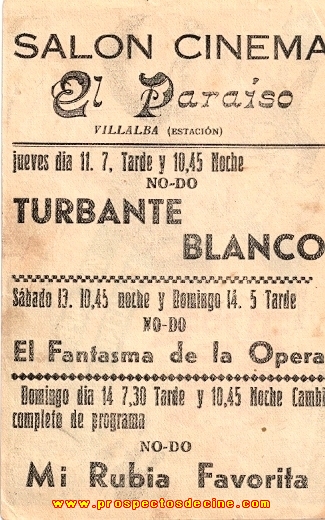 SALON CINEMA
El Paraiso
VILLALBA (ESTACIÓN)
jueves dia 11. 7, Tarde y 10,45 Noche
NO-DO
TURBANTE
BLANCO
Sábado 13. 10,45 noche y Domingo 14. 5 Tarde
NO-DO
El Fantasma de la Opera
Domingo dia 14 7,30 Tarde y 10,45 Noche Cambi
completo de programa
NO-DO
Mi Rubia Favorita
www.prospectosdecine.com